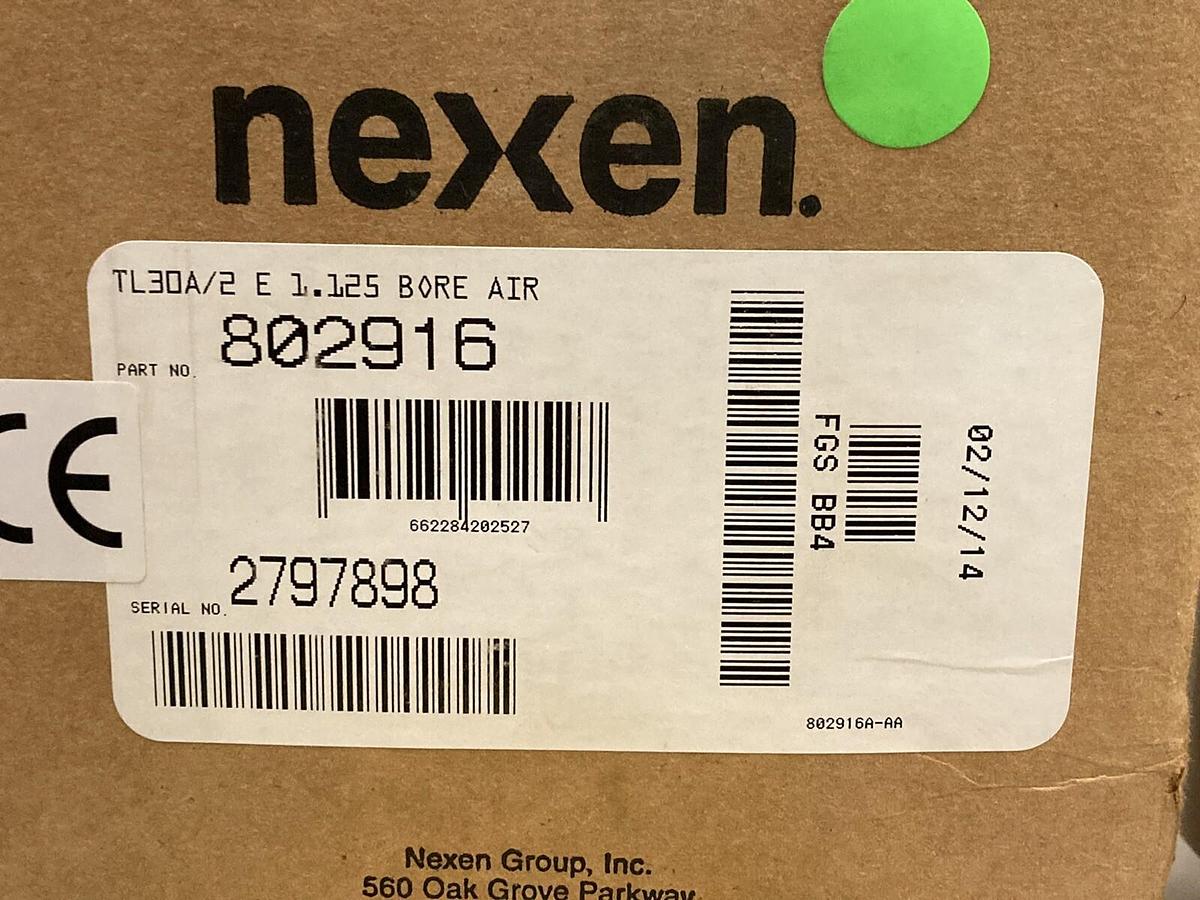 nexen.
TL30A/2 E 1.125 BORE AIR
PART NO. 802916
662284202527
SERIAL NO. 2797898
FGS BB4
02/12/14
802916A-AA
CE
Nexen Group, Inc.
560 Oak Grove Parkway